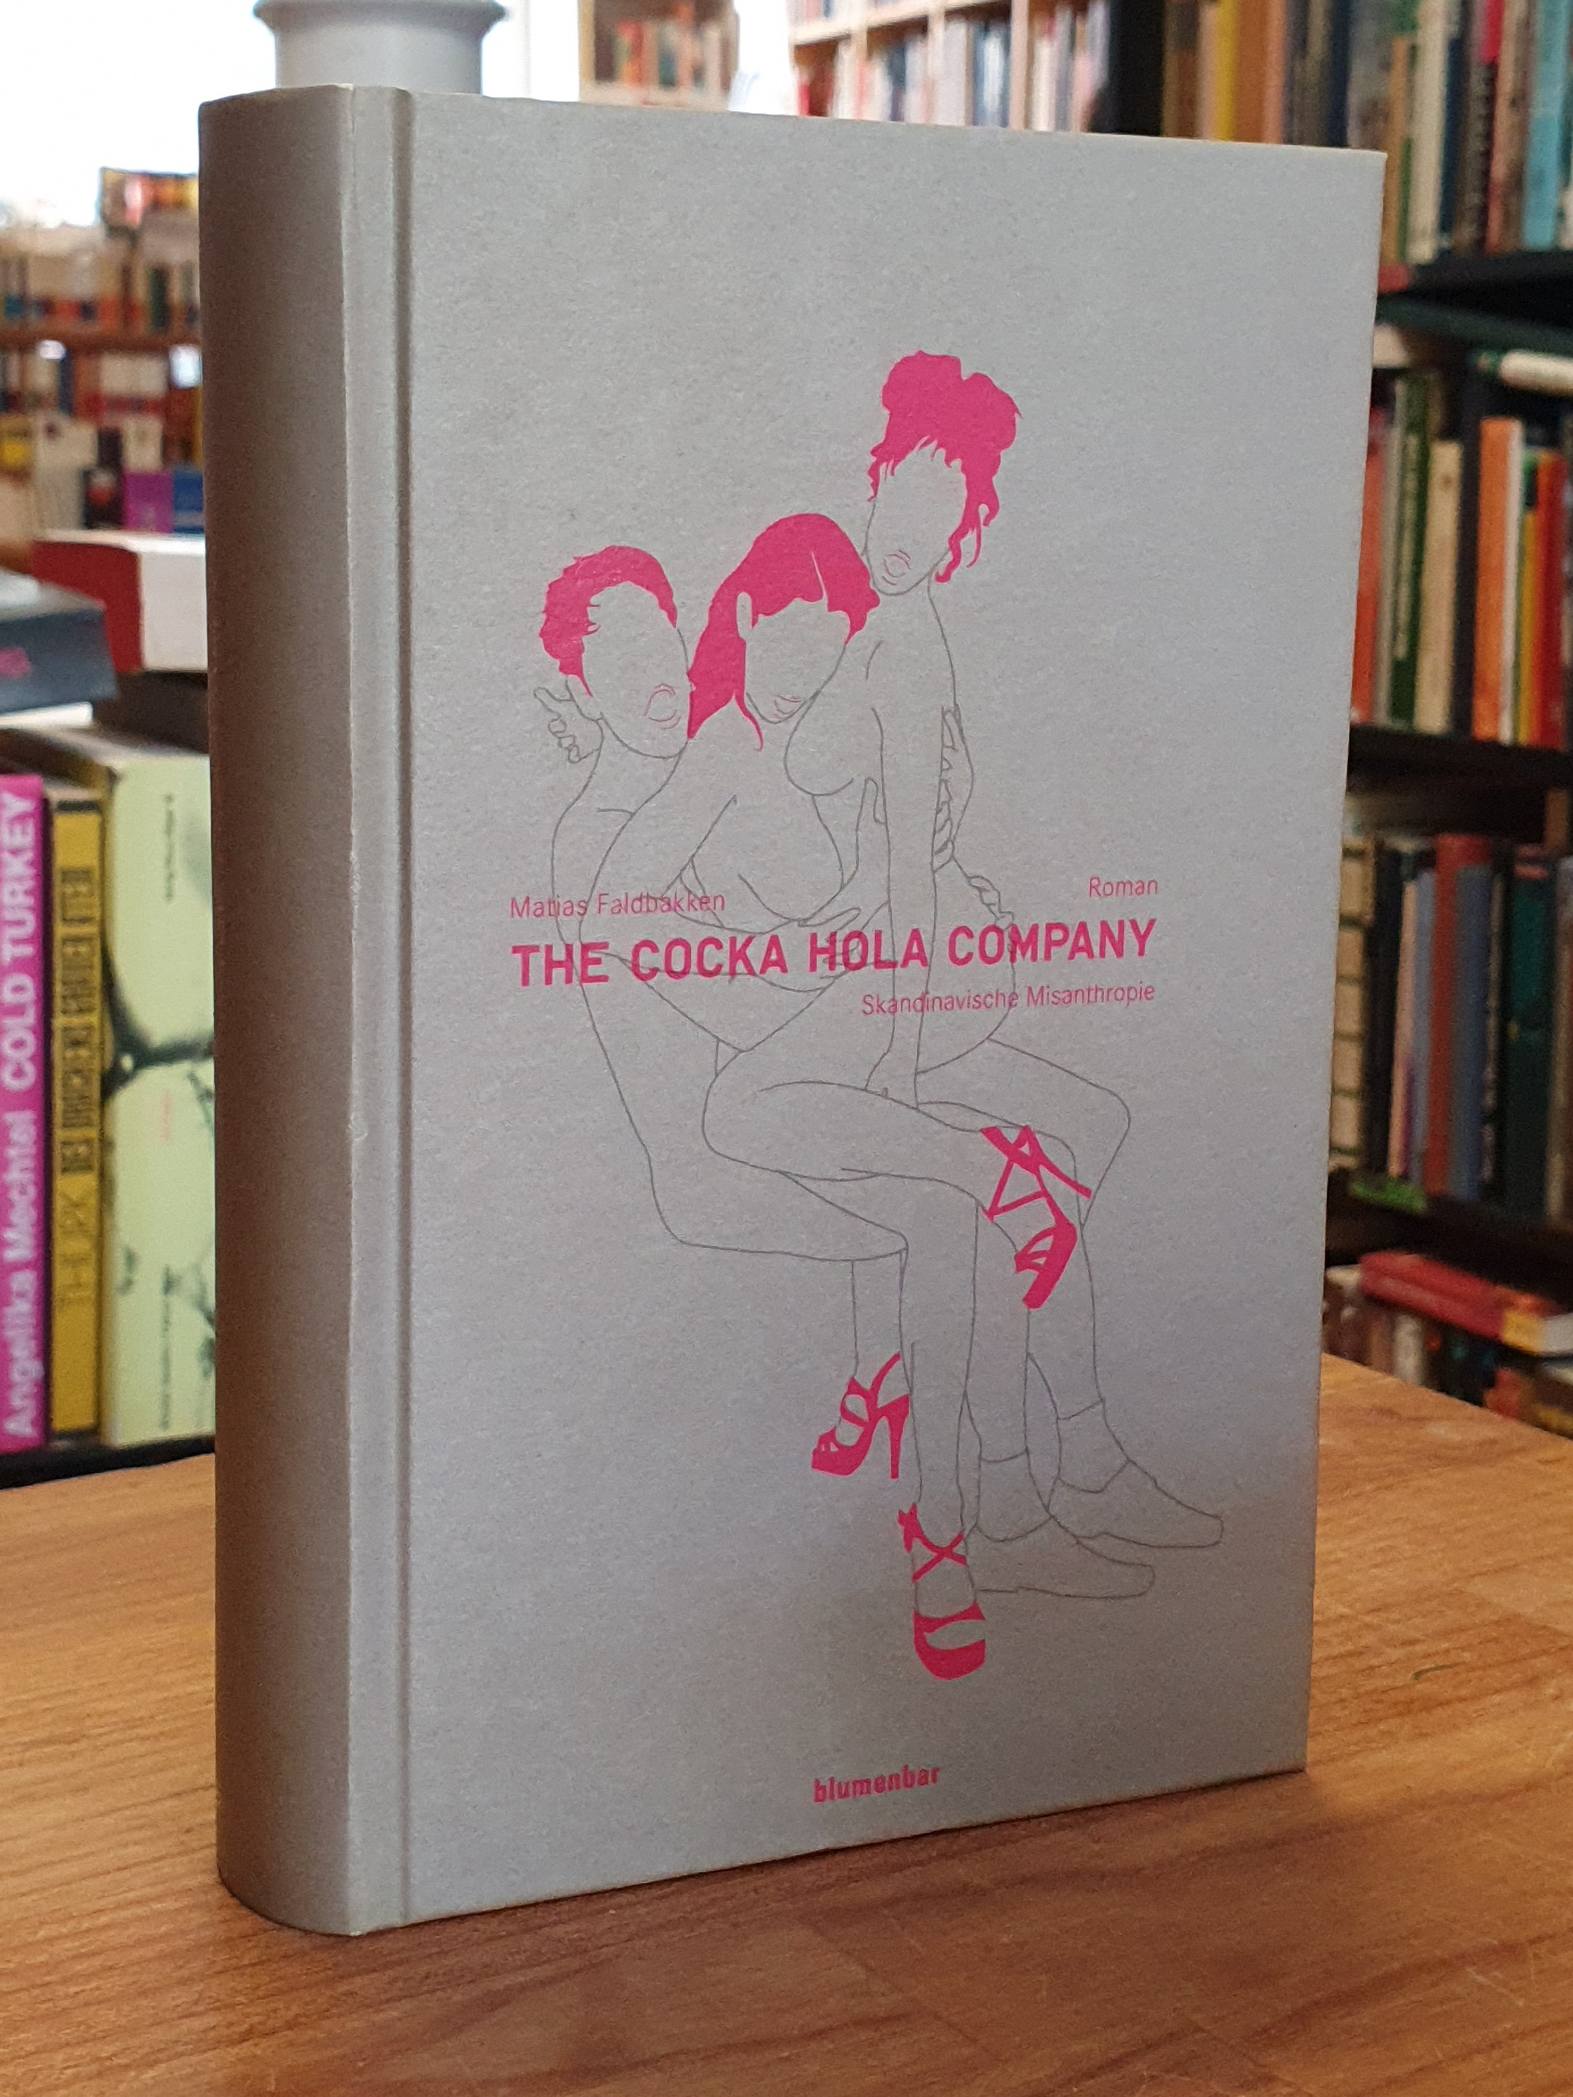 Matias Faldbakken
Roman
THE COCKA HOLA COMPANY
Skandinavische Misanthropie
blumenbar
Angelika Mechtel COLD TURKEY